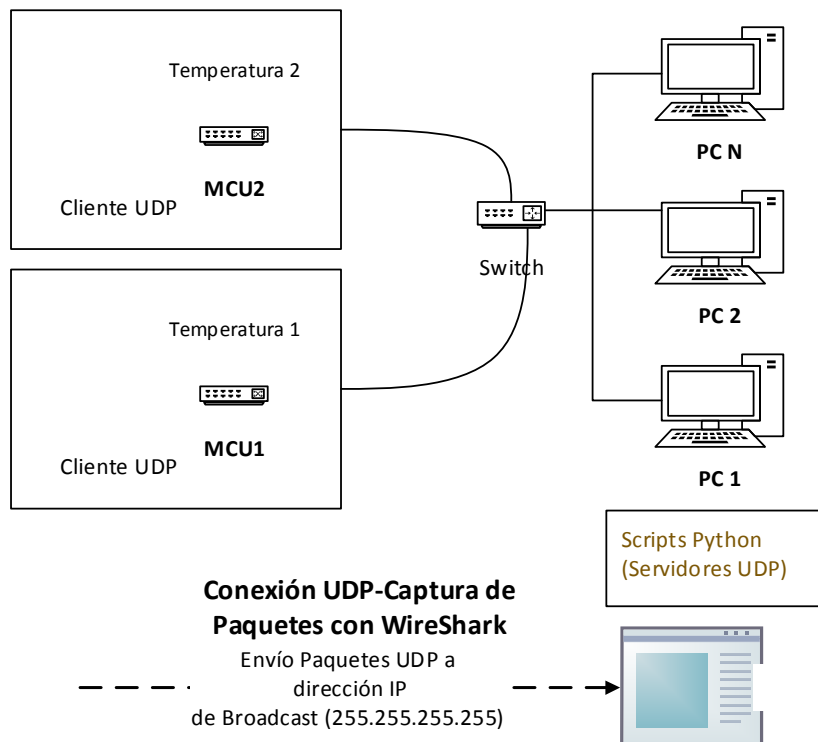 Temperatura 2
MCU2
Cliente UDP
Temperatura 1
MCU1
Cliente UDP
Switch
PC N
PC 2
PC 1
Scripts Python
(Servidores UDP)
Conexión UDP-Captura de
Paquetes con WireShark
Envío Paquetes UDP a
dirección IP
de Broadcast (255.255.255.255)